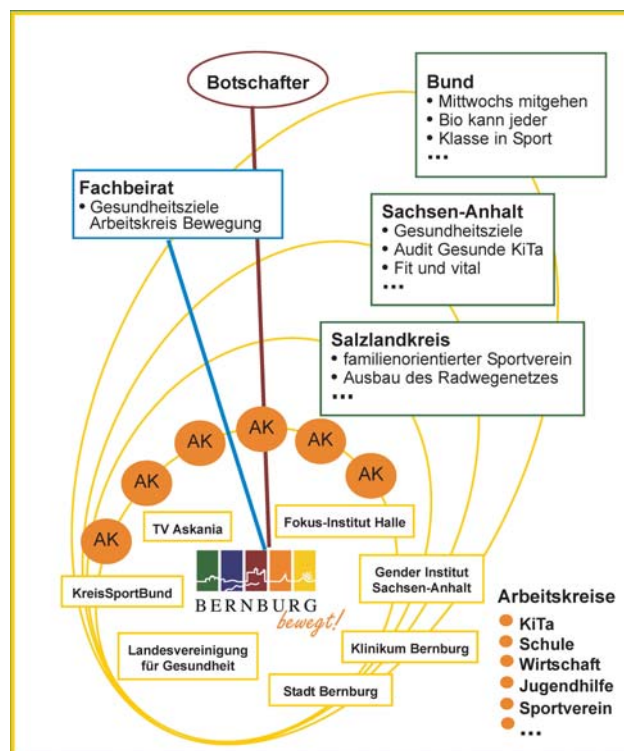 Botschafter
Bund
• Mittwochs mitgehen
• Bio kann jeder
• Klasse in Sport
...
Fachbeirat
• Gesundheitsziele
Arbeitskreis Bewegung
Sachsen-Anhalt
• Gesundheitsziele
• Audit Gesunde KiTa
• Fit und vital
...
Salzlandkreis
• familienorientierter Sportverein
• Ausbau des Radwegenetzes
...
AK
AK
AK
AK
AK
AK
TV Askania
Fokus-Institut Halle
KreisSportBund
BERNBURG
bewegt!
Gender Institut
Sachsen-Anhalt
Landesvereinigung
für Gesundheit
Klinikum Bernburg
Stadt Bernburg
Arbeitskreise
KiTa
Schule
Wirtschaft
Jugendhilfe
Sportverein
...